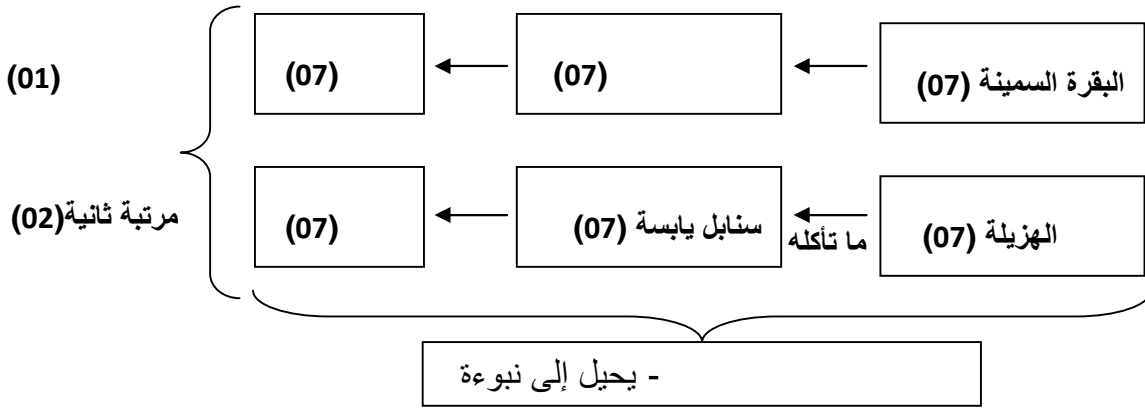 البقرة السمينة (07)
(07)
(07)
(01)
الهزيلة (07)
ما تأكله
سنابل يابسة (07)
(07)
مرتبة ثانية(02)
- يحيل إلى نبوءة